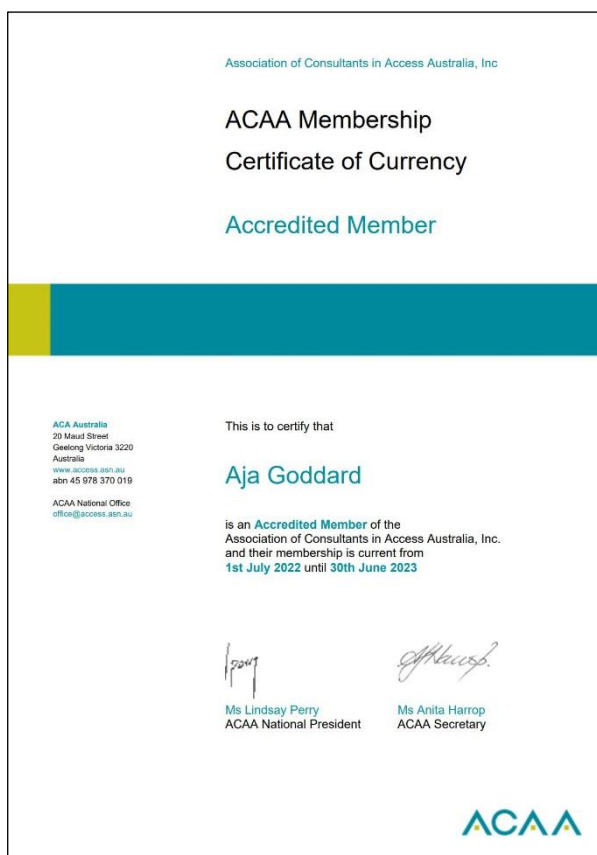 Association of Consultants in Access Australia, Inc
ACAA Membership
Certificate of Currency
Accredited Member
ACA Australia
20 Maud Street
Geelong Victoria 3220
Australia
www.access.asn.au
abn 45 978 370 019
ACAA National Office
office@access.asn.au
This is to certify that
Aja Goddard
is an Accredited Member of the
Association of Consultants in Access Australia, Inc.
and their membership is current from
1st July 2022 until 30th June 2023
Ms Lindsay Perry
ACAA National President
Ms Anita Harrop
ACAA Secretary
ACAA